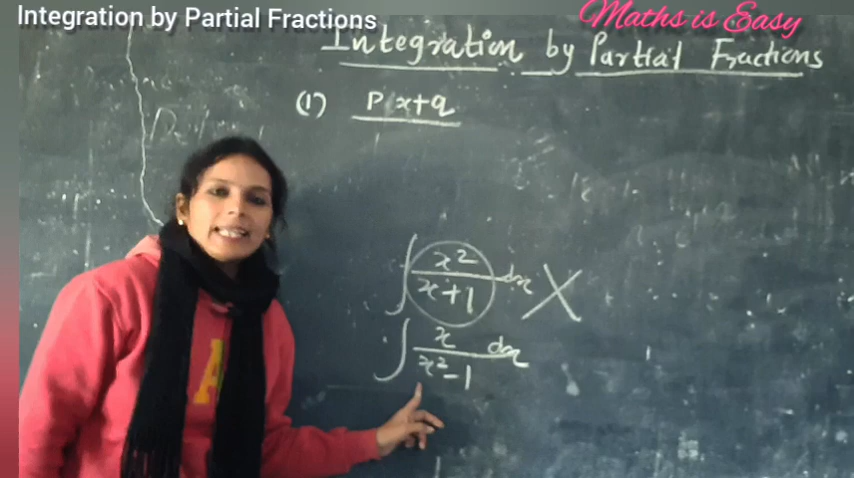 Integration by Partial Fractions
Maths is Easy
Integration by Partial Fractions
(1) Px+q
∫ x²/x+1 dx X
∫ x/x²-1 dx
A